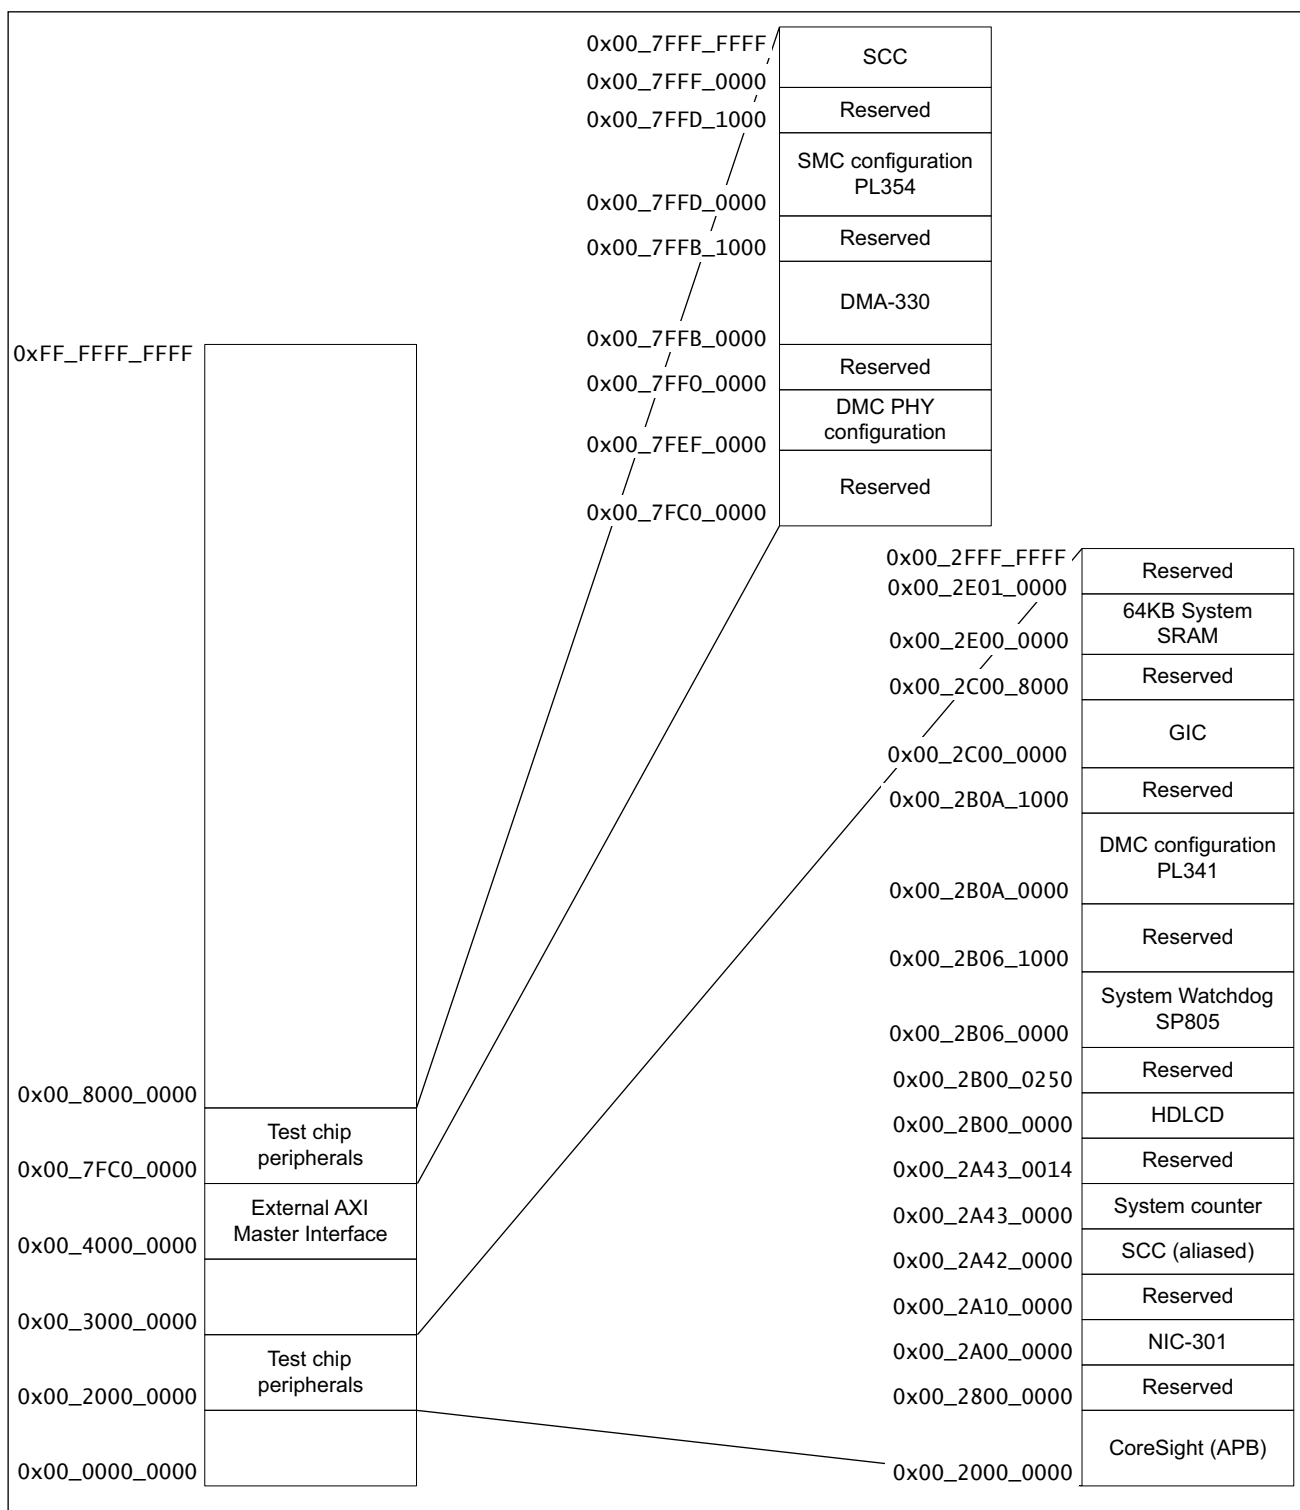 0x00_7FFF_FFFF
SCC
0x00_7FFF_0000
Reserved
0x00_7FFD_1000
SMC configuration
PL354
0x00_7FFD_0000
Reserved
0x00_7FFB_1000
DMA-330
0x00_7FFB_0000
Reserved
0x00_7FF0_0000
DMC PHY
configuration
0x00_7FEF_0000
Reserved
0x00_7FC0_0000
0xFF_FFFF_FFFF
0x00_8000_0000
Test chip
peripherals
0x00_7FC0_0000
External AXI
Master Interface
0x00_4000_0000
0x00_3000_0000
Test chip
peripherals
0x00_2000_0000
0x00_0000_0000
0x00_2FFF_FFFF
Reserved
0x00_2E01_0000
64KB System
SRAM
0x00_2E00_0000
Reserved
0x00_2C00_8000
GIC
0x00_2C00_0000
Reserved
0x00_2B0A_1000
DMC configuration
PL341
0x00_2B0A_0000
Reserved
0x00_2B06_1000
System Watchdog
SP805
0x00_2B06_0000
Reserved
0x00_2B00_0250
HDLCD
0x00_2B00_0000
Reserved
0x00_2A43_0014
System counter
0x00_2A43_0000
SCC (aliased)
0x00_2A42_0000
Reserved
0x00_2A10_0000
NIC-301
0x00_2A00_0000
Reserved
0x00_2800_0000
CoreSight (APB)
0x00_2000_0000